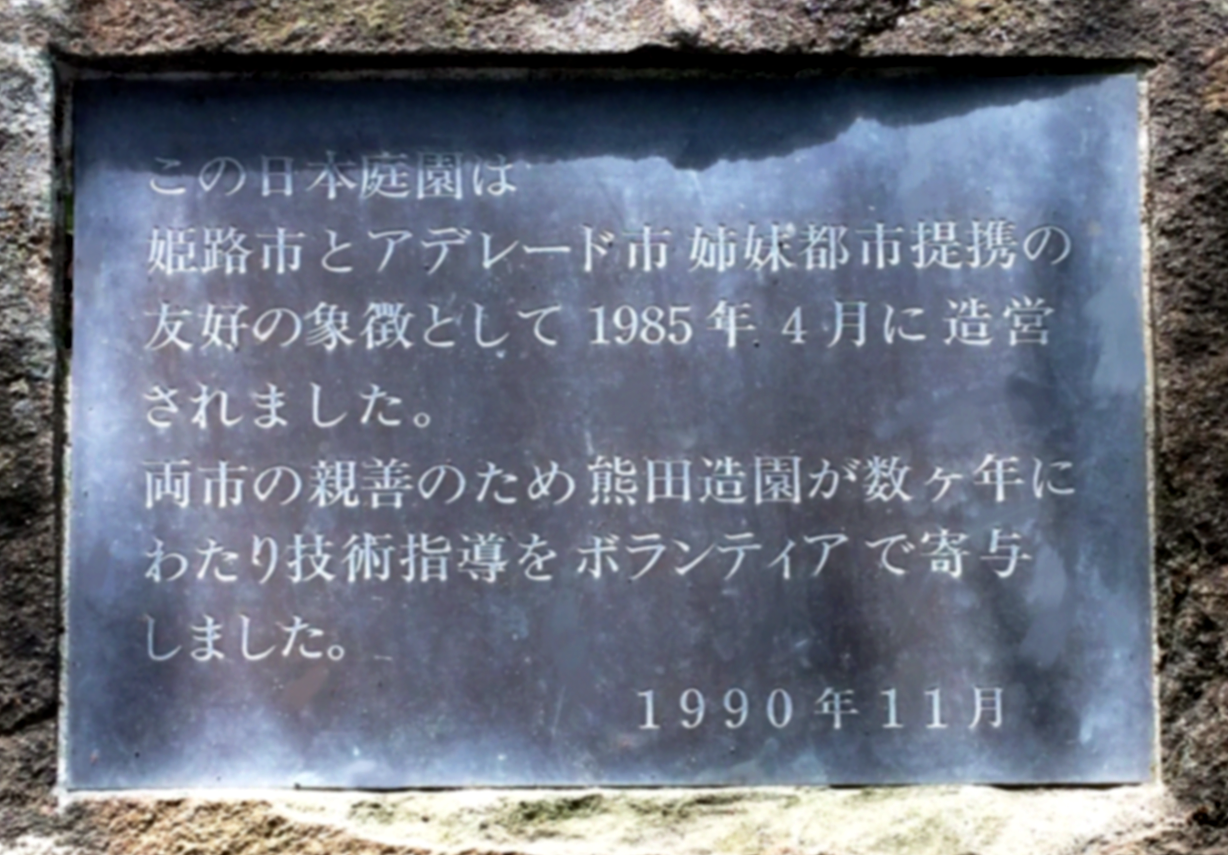 この日本庭園は
姫路市とアデレード市 姉妹都市提携の
友好の象徴として 1985 年 4 月に 造営
されました。
両市の親善のため 熊田造園が数ヶ年に
わたり技術指導を ボランティア で寄与
しました。
1990年11月